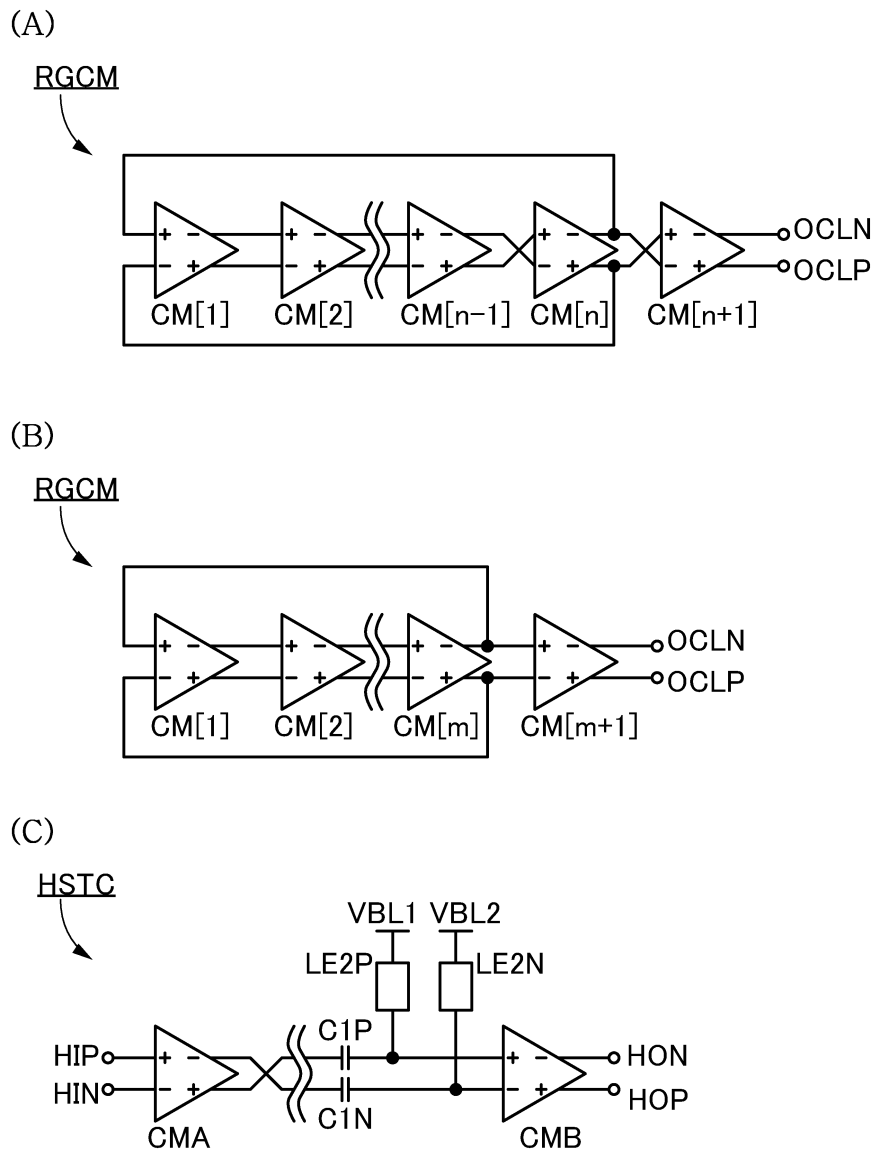 (A)
RGCM
+ − + − + − + − + − OCLN
− + − + − + − + − + OCLP
CM[1] CM[2] CM[n-1] CM[n] CM[n+1]
(B)
RGCM
+ − + − + − + − OCLN
− + − + − + − + OCLP
CM[1] CM[2] CM[m] CM[m+1]
(C)
HSTC
VBL1 VBL2
LE2P LE2N
C1P
HIP + − + − HON
HIN − + − + HOP
C1N
CMA CMB